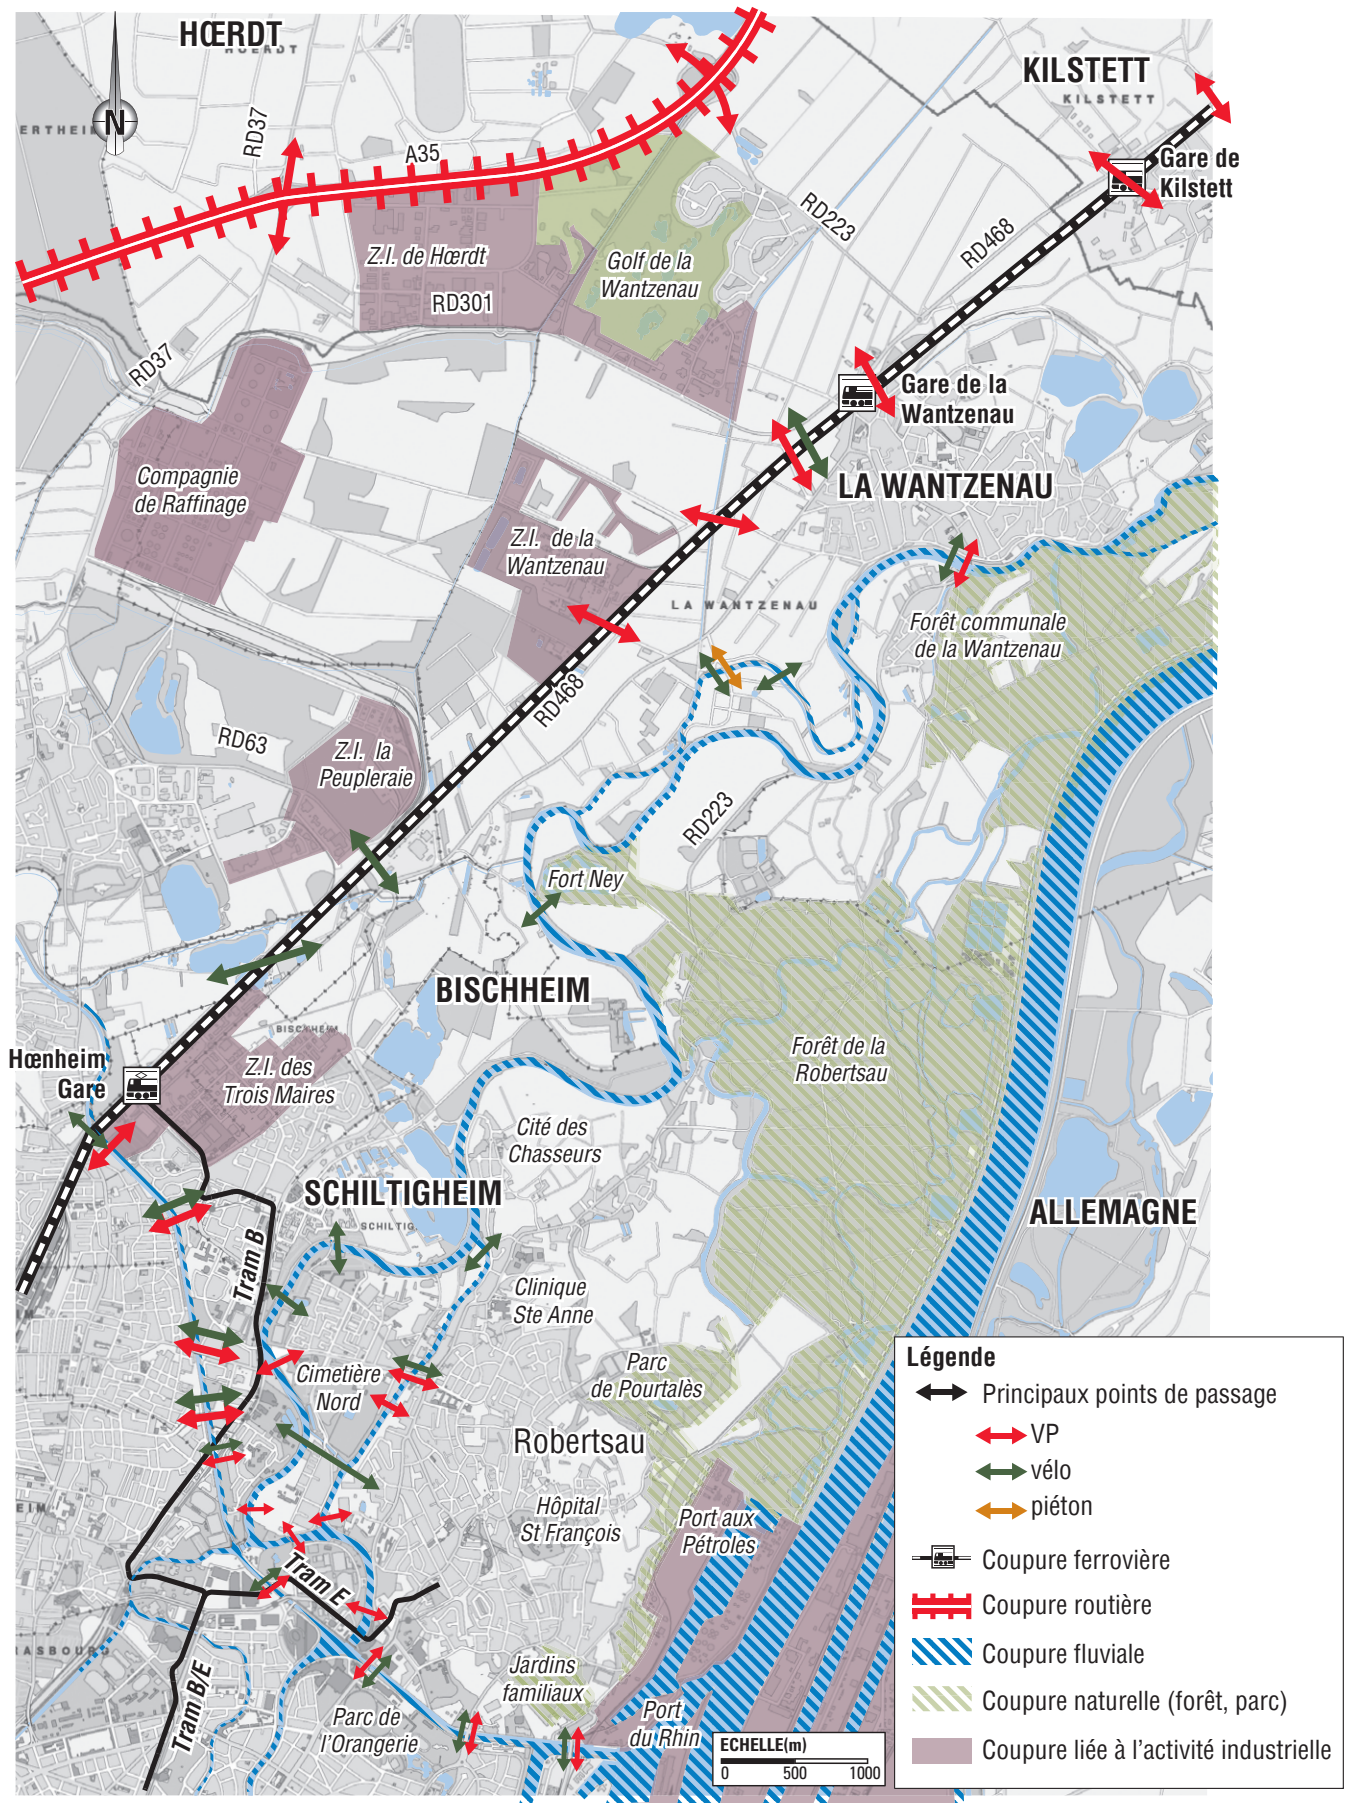 HŒRDT
HOERDT
KILSTETT
KILSTETT
N
RD37
A35
Gare de
Kilstett
RD223
RD468
Z.I. de Hœrdt
Golf de la
Wantzenau
RD301
RD37
Gare de la
Wantzenau
Compagnie
de Raffinage
LA WANTZENAU
Z.I. de la
Wantzenau
LA WANTZENAU
Forêt communale
de la Wantzenau
RD468
RD63
Z.I. la
Peupleraie
RD223
Fort Ney
BISCHHEIM
BISCHHEIM
Hœnheim
Gare
Z.I. des
Trois Maires
Forêt de la
Robertsau
Cité des
Chasseurs
SCHILTIGHEIM
SCHILTIG.
ALLEMAGNE
Tram B
Clinique
Ste Anne
Cimetière
Nord
Parc
de Pourtalès
Robertsau
Hôpital
St François
Port aux
Pétroles
Tram E
Tram B/E
Jardins
familiaux
Parc de
l'Orangerie
Port
du Rhin
ECHELLE(m)
0 500 1000
Légende
Principaux points de passage
VP
vélo
piéton
Coupure ferrovière
Coupure routière
Coupure fluviale
Coupure naturelle (forêt, parc)
Coupure liée à l'activité industrielle